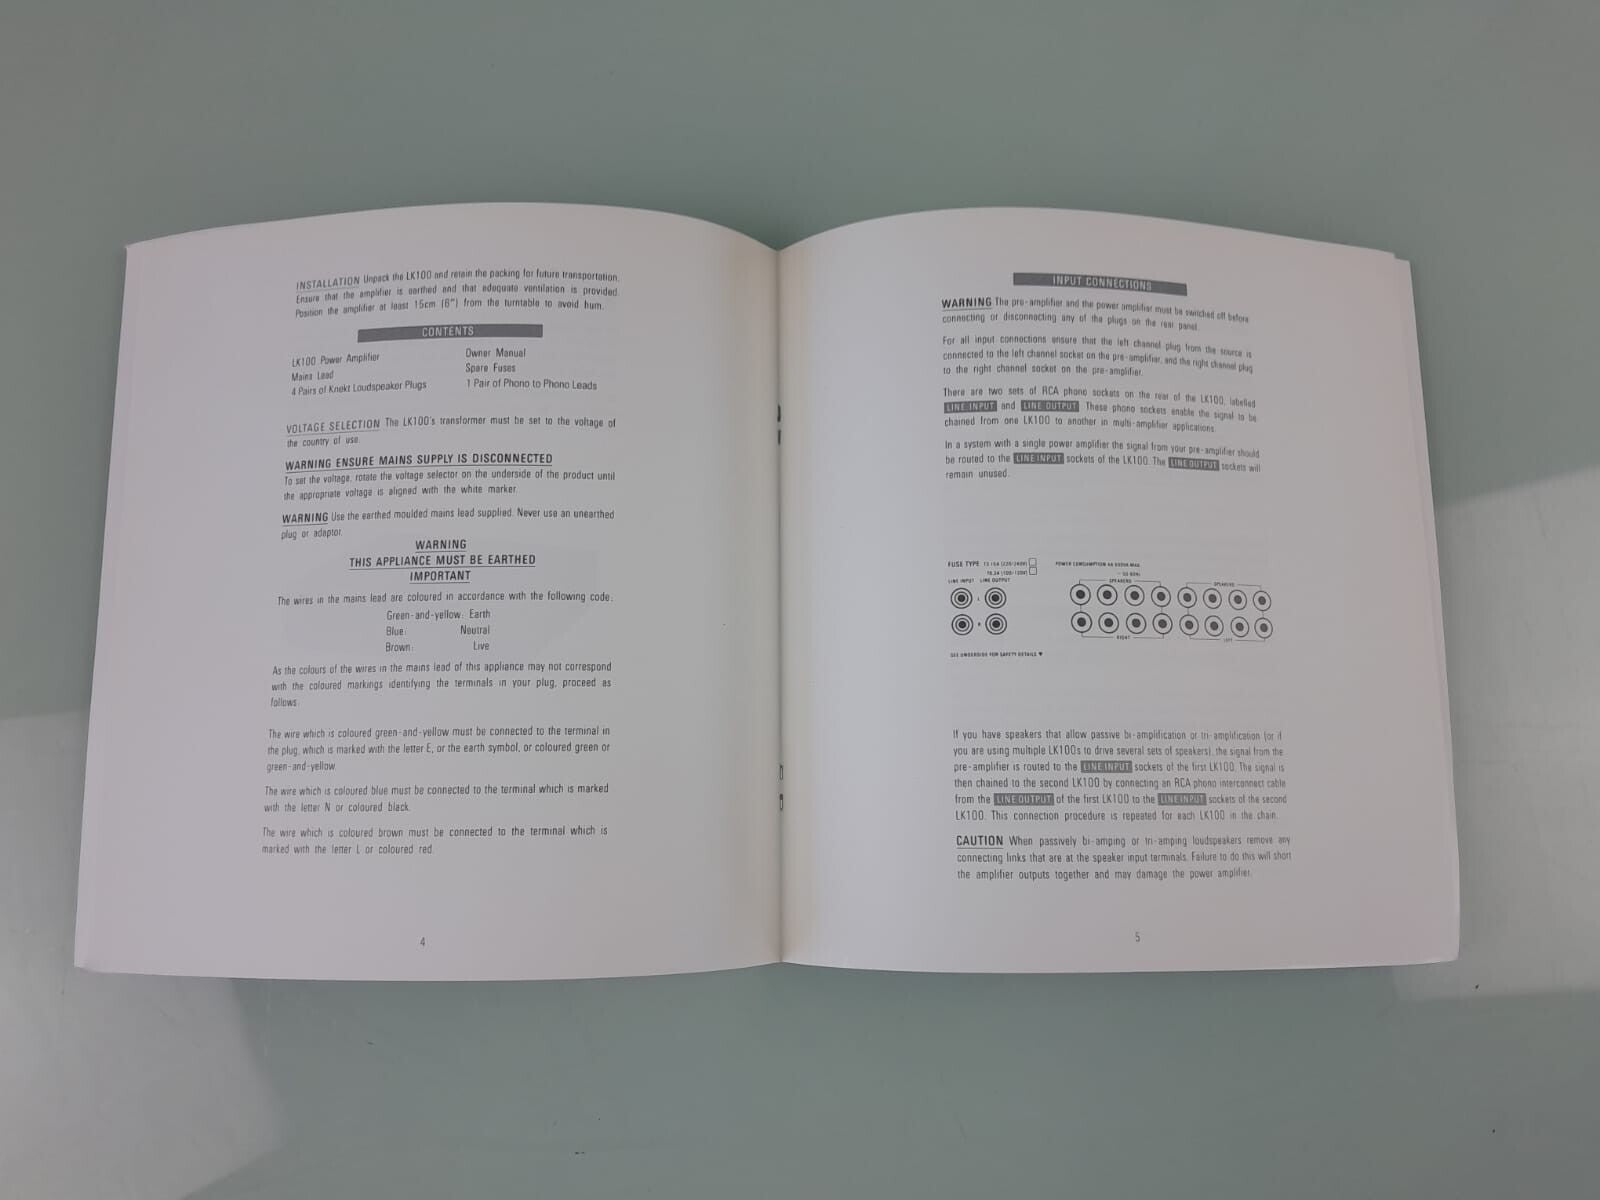 INSTALLATION Unpack the LK100 and retain the packing for future transportation.
Ensure that the amplifier is earthed and that adequate ventilation is provided.
Position the amplifier at least 15cm (6") from the turntable to avoid hum.
CONTENTS
LK100 Power Amplifier
Mains Lead
4 Pairs of Knekt Loudspeaker Plugs
Owner Manual
Spare Fuses
1 Pair of Phono to Phono Leads
VOLTAGE SELECTION The LK100's transformer must be set to the voltage of
the country of use.
WARNING ENSURE MAINS SUPPLY IS DISCONNECTED
To set the voltage, rotate the voltage selector on the underside of the product until
the appropriate voltage is aligned with the white marker.
WARNING Use the earthed moulded mains lead supplied. Never use an unearthed
plug or adaptor.
WARNING
THIS APPLIANCE MUST BE EARTHED
IMPORTANT
The wires in the mains lead are coloured in accordance with the following code:
Green-and-yellow: Earth
Blue: Neutral
Brown: Live
As the colours of the wires in the mains lead of this appliance may not correspond
with the coloured markings identifying the terminals in your plug, proceed as
follows:
The wire which is coloured green-and-yellow must be connected to the terminal in
the plug, which is marked with the letter E, or the earth symbol, or coloured green or
green-and-yellow.
The wire which is coloured blue must be connected to the terminal which is marked
with the letter N or coloured black.
The wire which is coloured brown must be connected to the terminal which is
marked with the letter L or coloured red.
4
INPUT CONNECTIONS
WARNING The pre-amplifier and the power amplifier must be switched off before
connecting or disconnecting any of the plugs on the rear panel.
For all input connections ensure that the left channel plug from the source is
connected to the left channel socket on the pre-amplifier, and the right channel plug
to the right channel socket on the pre-amplifier.
There are two sets of RCA phono sockets on the rear of the LK100, labelled
LINE INPUT and LINE OUTPUT. These phono sockets enable the signal to be
chained from one LK100 to another in multi-amplifier applications.
In a system with a single power amplifier the signal from your pre-amplifier should
be routed to the LINE INPUT sockets of the LK100. The LINE OUTPUT sockets will
remain unused.
FUSE TYPE
POWER CONSUMPTION
LINE INPUT LINE OUTPUT
SPEAKERS SPEAKERS
L
R
RIGHT LEFT
SEE UNDERSIDE FOR SAFETY DETAILS ▼
If you have speakers that allow passive bi-amplification or tri-amplification (or if
you are using multiple LK100s to drive several sets of speakers), the signal from the
pre-amplifier is routed to the LINE INPUT sockets of the first LK100. The signal is
then chained to the second LK100 by connecting an RCA phono interconnect cable
from the LINE OUTPUT of the first LK100 to the LINE INPUT sockets of the second
LK100. This connection procedure is repeated for each LK100 in the chain.
CAUTION When passively bi-amping or tri-amping loudspeakers remove any
connecting links that are at the speaker input terminals. Failure to do this will short
the amplifier outputs together and may damage the power amplifier.
5